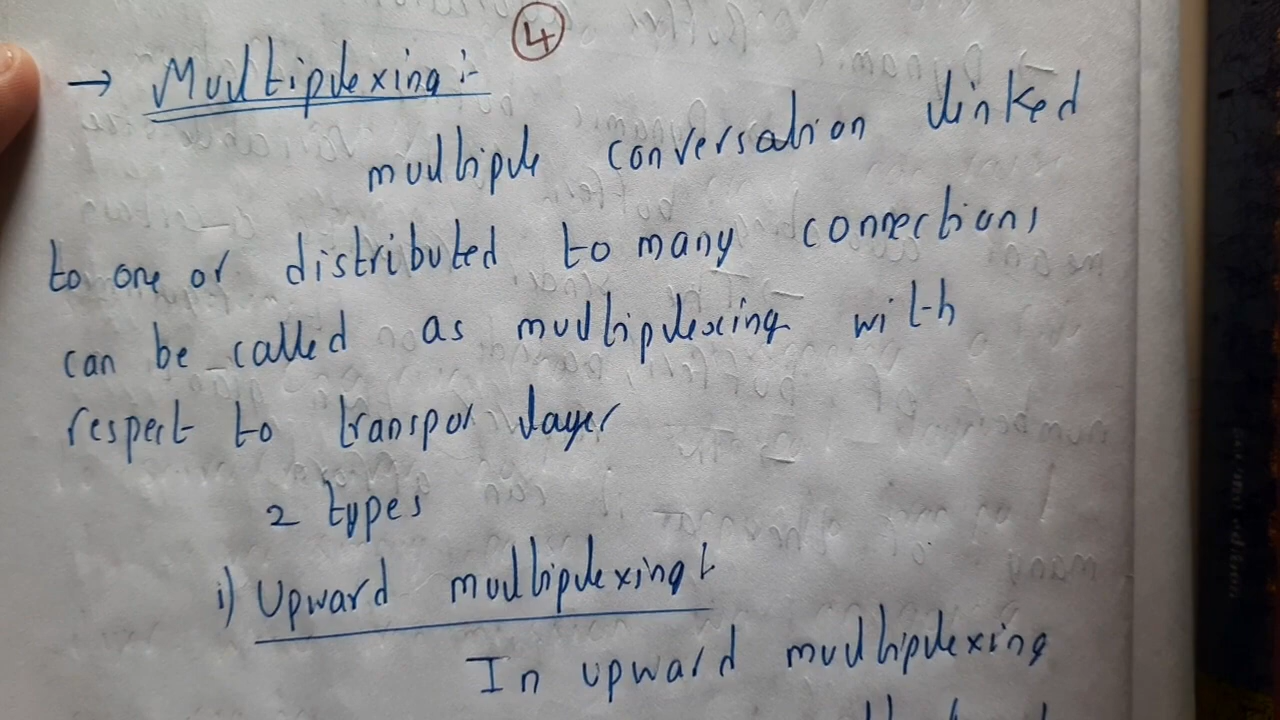 4
→ Multiplexing :-
multiple conversation linked
to one or distributed to many connections
can be called as multiplexing with
respect to transpor layer
2 types
i) Upward multiplexing :-
In upward multiplexing